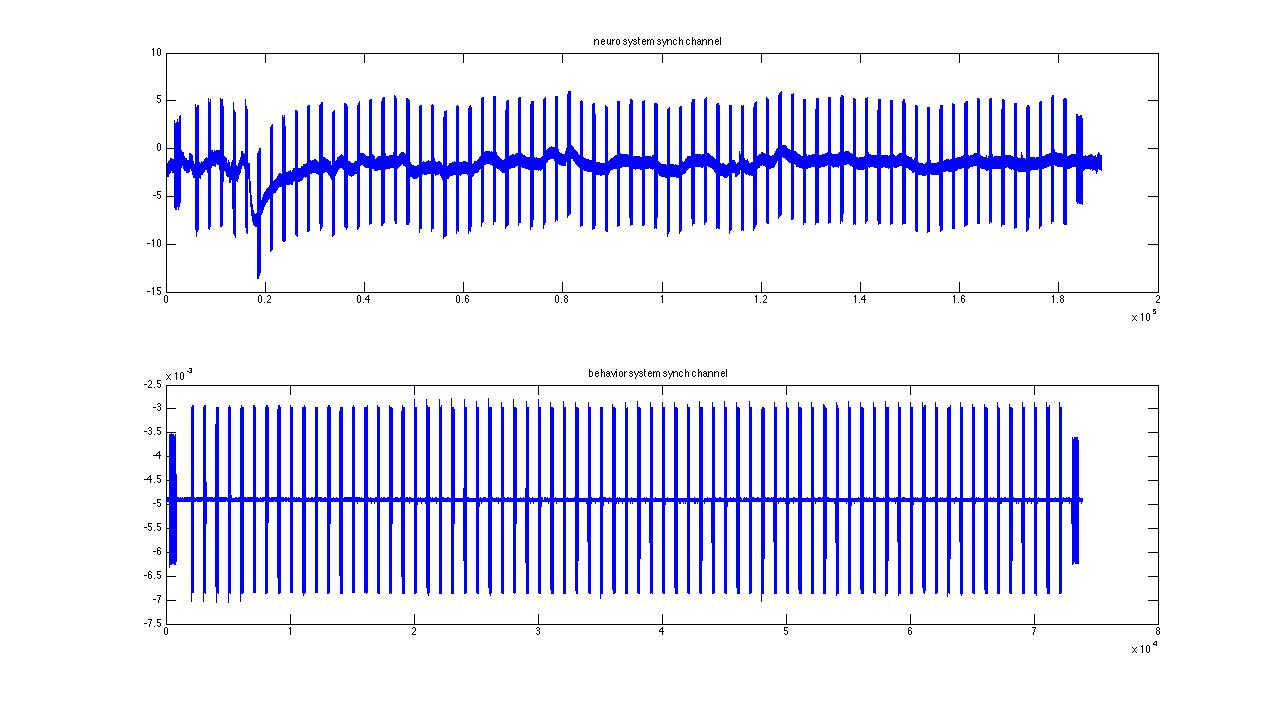 neuro system synch channel
10
5
0
-5
-10
-15
0 0.2 0.4 0.6 0.8 1 1.2 1.4 1.6 1.8 2
x 10^5
x 10^-3
behavior system synch channel
-2.5
-3
-3.5
-4
-4.5
-5
-5.5
-6
-6.5
-7
-7.5
0 1 2 3 4 5 6 7 8
x 10^4